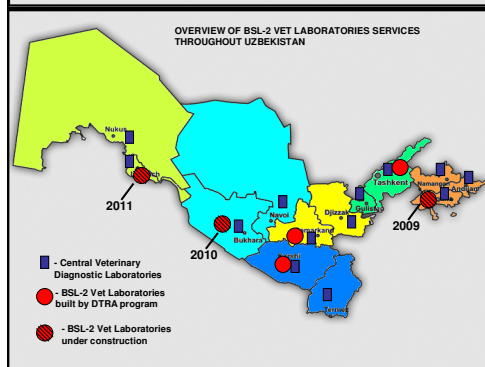 OVERVIEW OF BSL-2 VET LABORATORIES SERVICES
THROUGHOUT UZBEKISTAN
Nukus
2011
Tashkent
Namangan
Andijan
Gulistan
2009
Djizzak
Navoi
2010
Bukhara
Termez
- Central Veterinary
Diagnostic Laboratories
- BSL-2 Vet Laboratories
built by DTRA program
- BSL-2 Vet Laboratories
under construction